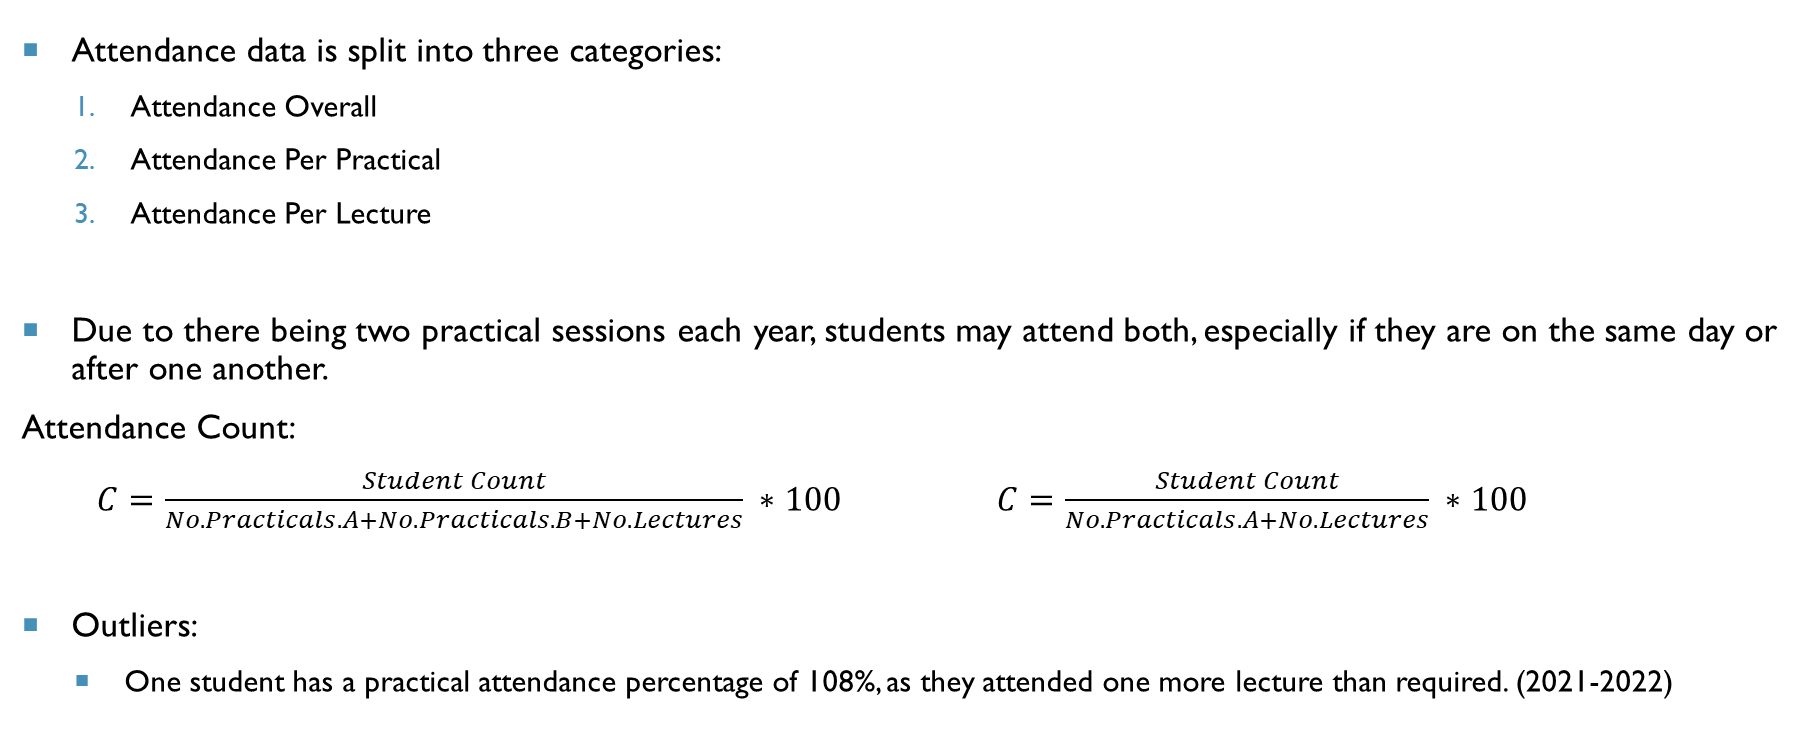 ▪ Attendance data is split into three categories:
1. Attendance Overall
2. Attendance Per Practical
3. Attendance Per Lecture
▪ Due to there being two practical sessions each year, students may attend both, especially if they are on the same day or
after one another.
Attendance Count:
C = Student Count / No.Practicals.A+No.Practicals.B+No.Lectures * 100
C = Student Count / No.Practicals.A+No.Lectures * 100
▪ Outliers:
▪ One student has a practical attendance percentage of 108%, as they attended one more lecture than required. (2021-2022)